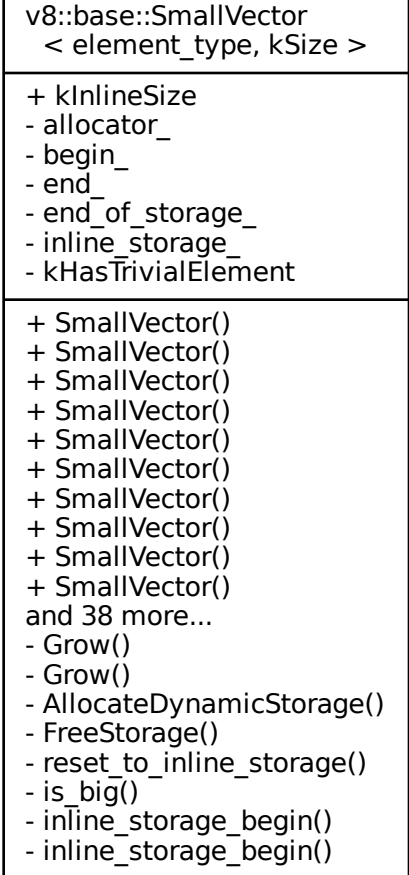 v8::base::SmallVector
< element_type, kSize >
+ kInlineSize
- allocator_
- begin_
- end_
- end_of_storage_
- inline_storage_
- kHasTrivialElement
+ SmallVector()
+ SmallVector()
+ SmallVector()
+ SmallVector()
+ SmallVector()
+ SmallVector()
+ SmallVector()
+ SmallVector()
+ SmallVector()
+ SmallVector()
and 38 more...
- Grow()
- Grow()
- AllocateDynamicStorage()
- FreeStorage()
- reset_to_inline_storage()
- is_big()
- inline_storage_begin()
- inline_storage_begin()